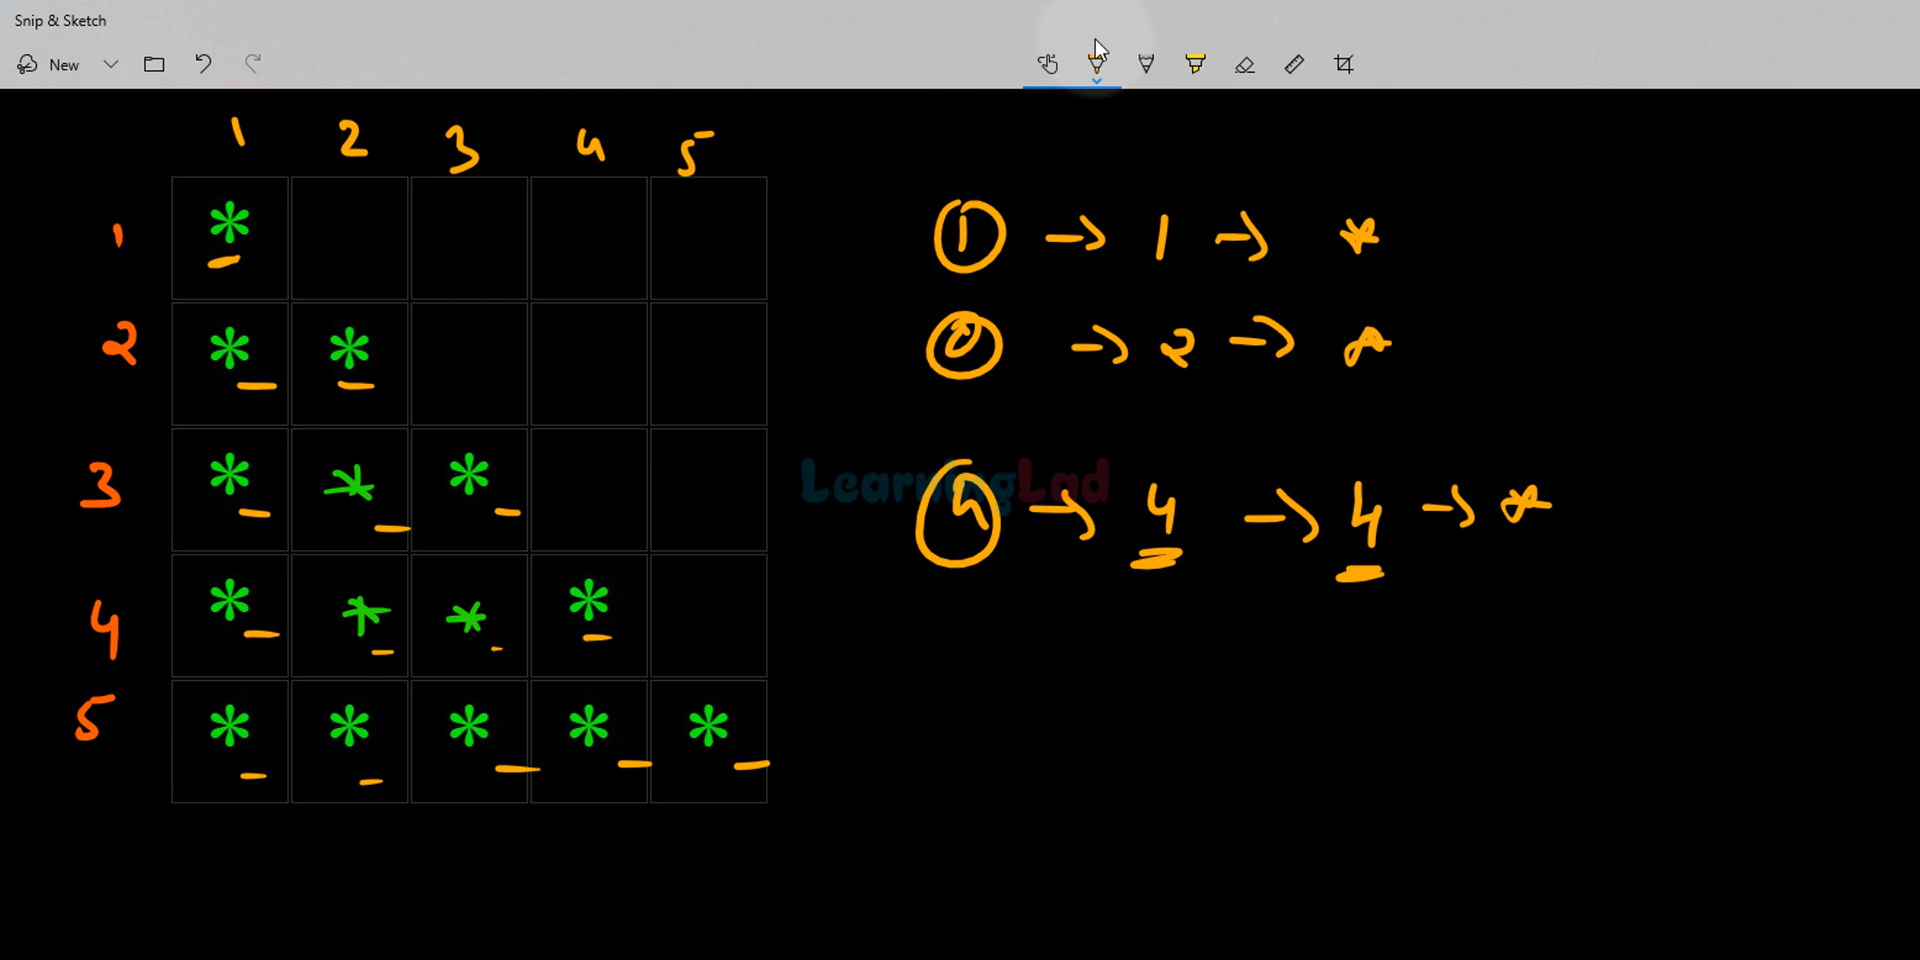 Snip & Sketch
New
1 2 3 4 5
1 * ① → 1 → *
2 * * → 2 → *
LearningLad
3 * * * 4 → 4 → 4 → *
4 * * * *
5 * * * * *